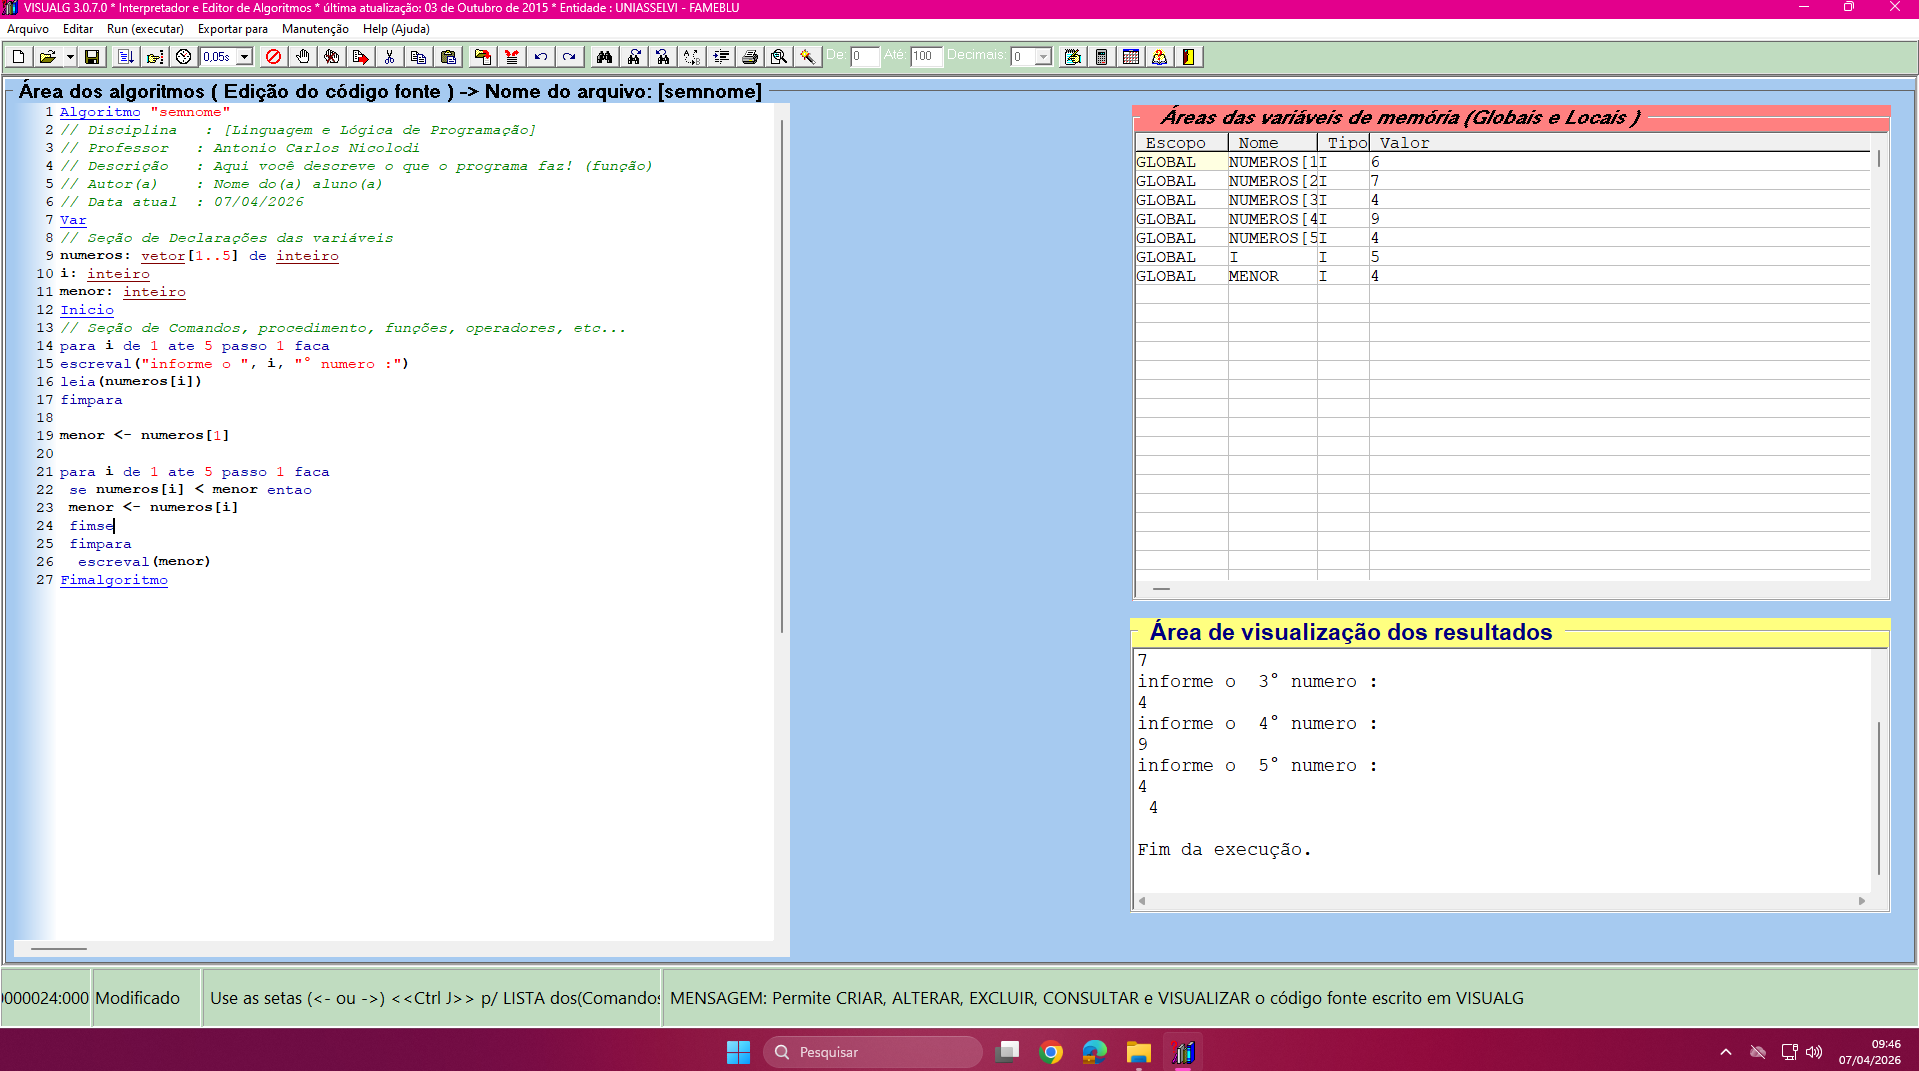 VISUALG 3.0.7.0 * Interpretador e Editor de Algoritmos * última atualização: 03 de Outubro de 2015 * Entidade : UNIASSELVI - FAMEBLU
Arquivo Editar Run (executar) Exportar para Manutenção Help (Ajuda)
0,05s De: 0 Até: 100 Decimais: 0
Área dos algoritmos ( Edição do código fonte ) -> Nome do arquivo: [semnome]
1 Algoritmo "semnome"
2 // Disciplina   : [Linguagem e Lógica de Programação]
3 // Professor   : Antonio Carlos Nicolodi
4 // Descrição   : Aqui você descreve o que o programa faz! (função)
5 // Autor(a)    : Nome do(a) aluno(a)
6 // Data atual  : 07/04/2026
7 Var
8 // Seção de Declarações das variáveis
9 numeros: vetor[1..5] de inteiro
10 i: inteiro
11 menor: inteiro
12 Inicio
13 // Seção de Comandos, procedimento, funções, operadores, etc...
14 para i de 1 ate 5 passo 1 faca
15 escreval("informe o ", i, "° numero :")
16 leia(numeros[i])
17 fimpara
18
19 menor <- numeros[1]
20
21 para i de 1 ate 5 passo 1 faca
22 se numeros[i] < menor entao
23 menor <- numeros[i]
24 fimse
25 fimpara
26 escreval(menor)
27 Fimalgoritmo
Áreas das variáveis de memória (Globais e Locais )
Escopo Nome Tipo Valor
GLOBAL NUMEROS[1 I 6
GLOBAL NUMEROS[2 I 7
GLOBAL NUMEROS[3 I 4
GLOBAL NUMEROS[4 I 9
GLOBAL NUMEROS[5 I 4
GLOBAL I I 5
GLOBAL MENOR I 4
Área de visualização dos resultados
7
informe o  3° numero :
4
informe o  4° numero :
9
informe o  5° numero :
4
4
Fim da execução.
000024:000 Modificado Use as setas (<- ou ->) <<Ctrl J>> p/ LISTA dos(Comandos MENSAGEM: Permite CRIAR, ALTERAR, EXCLUIR, CONSULTAR e VISUALIZAR o código fonte escrito em VISUALG
Pesquisar
09:46
07/04/2026